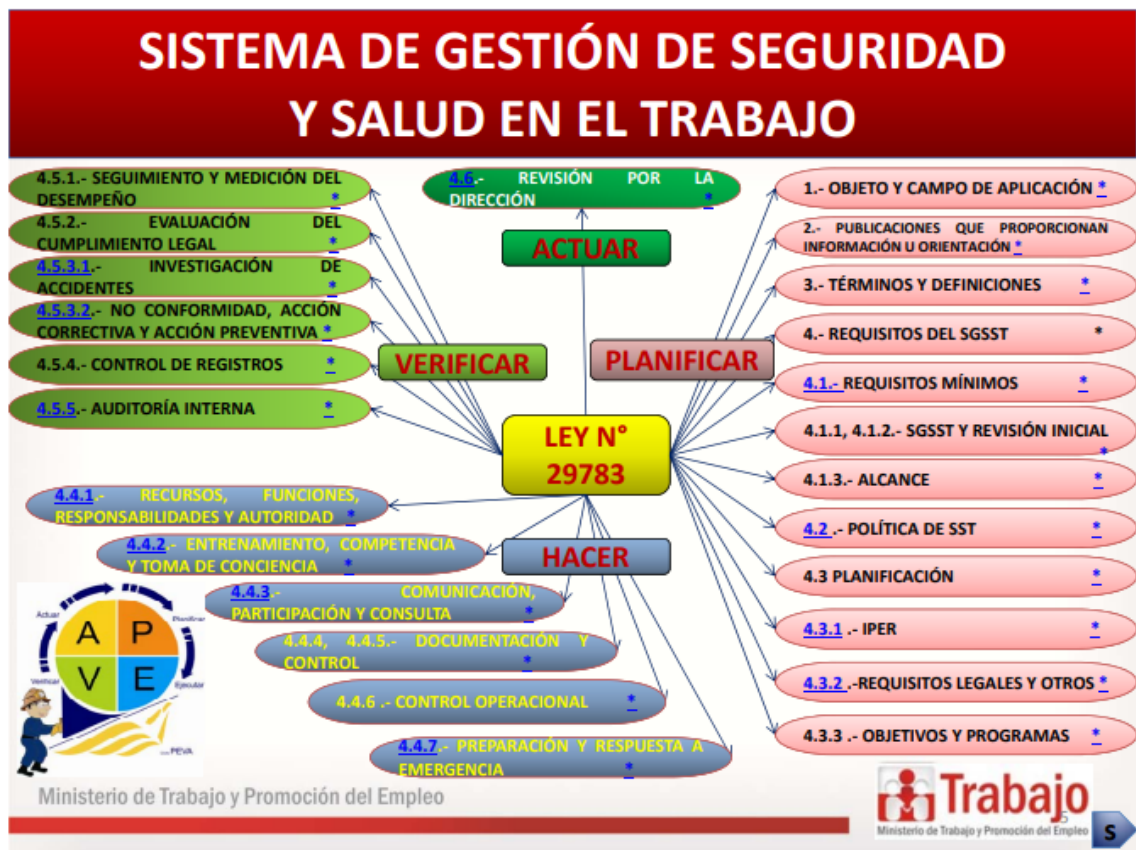 SISTEMA DE GESTIÓN DE SEGURIDAD
Y SALUD EN EL TRABAJO
4.5.1.- SEGUIMIENTO Y MEDICIÓN DEL
DESEMPEÑO *
4.5.2.- EVALUACIÓN DEL
CUMPLIMIENTO LEGAL *
4.5.3.1.- INVESTIGACIÓN DE
ACCIDENTES *
4.5.3.2.- NO CONFORMIDAD, ACCIÓN
CORRECTIVA Y ACCIÓN PREVENTIVA *
4.5.4.- CONTROL DE REGISTROS *
4.5.5.- AUDITORÍA INTERNA *
VERIFICAR
4.6.- REVISIÓN POR LA
DIRECCIÓN *
ACTUAR
PLANIFICAR
1.- OBJETO Y CAMPO DE APLICACIÓN *
2.- PUBLICACIONES QUE PROPORCIONAN
INFORMACIÓN U ORIENTACIÓN *
3.- TÉRMINOS Y DEFINICIONES *
4.- REQUISITOS DEL SGSST *
4.1.- REQUISITOS MÍNIMOS *
4.1.1, 4.1.2.- SGSST Y REVISIÓN INICIAL
*
4.1.3.- ALCANCE *
4.2 .- POLÍTICA DE SST *
4.3 PLANIFICACIÓN *
4.3.1 .- IPER *
4.3.2 .-REQUISITOS LEGALES Y OTROS *
4.3.3 .- OBJETIVOS Y PROGRAMAS *
LEY N°
29783
HACER
4.4.1.- RECURSOS, FUNCIONES,
RESPONSABILIDADES Y AUTORIDAD *
4.4.2.- ENTRENAMIENTO, COMPETENCIA
Y TOMA DE CONCIENCIA *
4.4.3.- COMUNICACIÓN,
PARTICIPACIÓN Y CONSULTA *
4.4.4, 4.4.5.- DOCUMENTACIÓN Y
CONTROL *
4.4.6 .- CONTROL OPERACIONAL *
4.4.7.- PREPARACIÓN Y RESPUESTA A
EMERGENCIA *
Actuar
Planificar
A P
V E
Verificar
Ejecutar
...PEVA
Ministerio de Trabajo y Promoción del Empleo
Trabajo
5
Ministerio de Trabajo y Promoción del Empleo
S